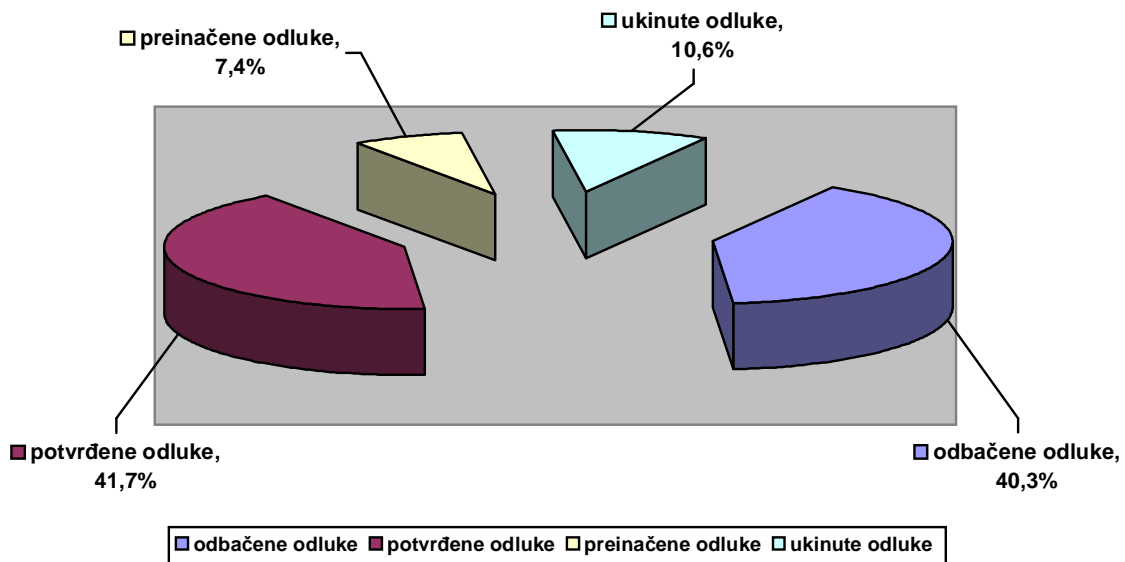 ukinute odluke,
10,6%
preinačene odluke,
7,4%
potvrđene odluke,
41,7%
odbačene odluke,
40,3%
odbačene odluke potvrđene odluke preinačene odluke ukinute odluke